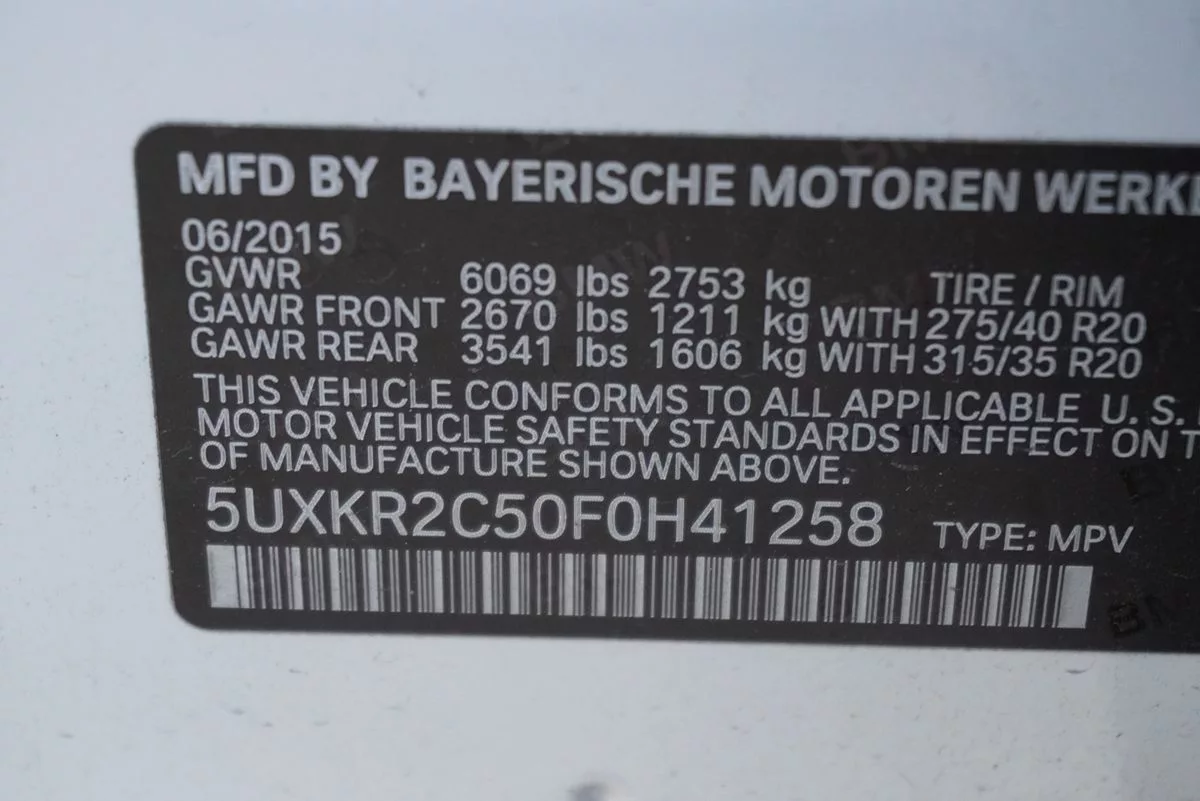 MFD BY BAYERISCHE MOTOREN WERKE
06/2015
GVWR 6069 lbs 2753 kg TIRE / RIM
GAWR FRONT 2670 lbs 1211 kg WITH 275/40 R20
GAWR REAR 3541 lbs 1606 kg WITH 315/35 R20
THIS VEHICLE CONFORMS TO ALL APPLICABLE U. S.
MOTOR VEHICLE SAFETY STANDARDS IN EFFECT ON T
OF MANUFACTURE SHOWN ABOVE.
5UXKR2C50F0H41258 TYPE: MPV